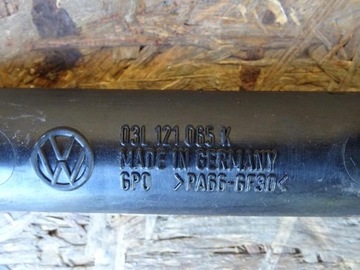 03L 121 065 K
MADE IN GERMANY
6PO >PA66-GF30<